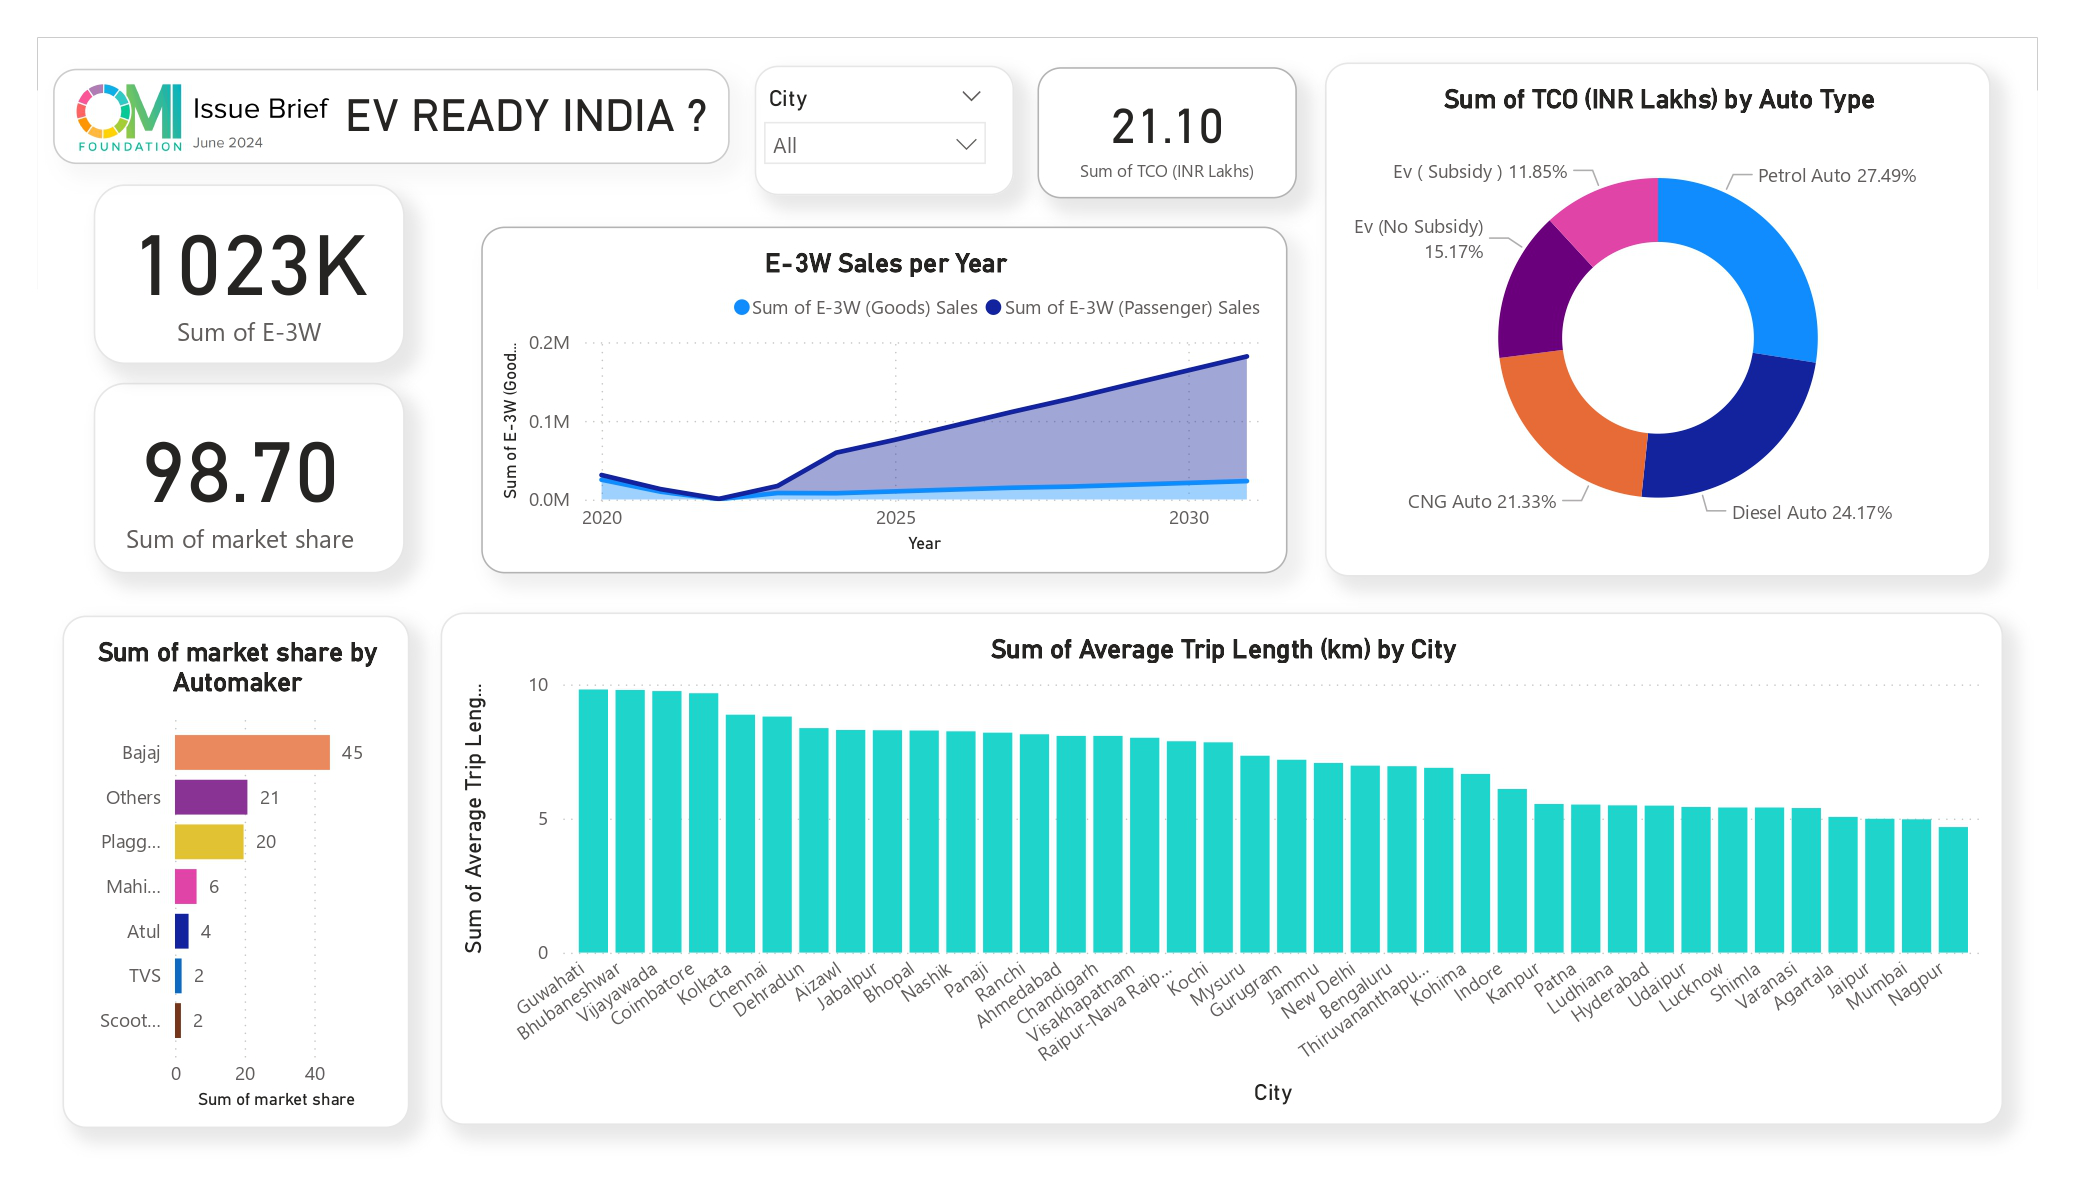 OMI
FOUNDATION
Issue Brief
June 2024
EV READY INDIA ?
City
All
21.10
Sum of TCO (INR Lakhs)
1023K
Sum of E-3W
98.70
Sum of market share
E-3W Sales per Year
Sum of E-3W (Goods) Sales
Sum of E-3W (Passenger) Sales
Sum of E-3W (Good...
0.2M
0.1M
0.0M
2020
2025
2030
Year
Sum of TCO (INR Lakhs) by Auto Type
Ev ( Subsidy ) 11.85%
Petrol Auto 27.49%
Ev (No Subsidy)
15.17%
CNG Auto 21.33%
Diesel Auto 24.17%
Sum of market share by
Automaker
Bajaj 45
Others 21
Plagg... 20
Mahi... 6
Atul 4
TVS 2
Scoot... 2
0 20 40
Sum of market share
Sum of Average Trip Length (km) by City
Sum of Average Trip Leng...
10
5
0
Guwahati
Bhubaneshwar
Vijayawada
Coimbatore
Kolkata
Chennai
Dehradun
Aizawl
Jabalpur
Bhopal
Nashik
Panaji
Ranchi
Ahmedabad
Chandigarh
Visakhapatnam
Raipur-Nava Raip...
Kochi
Mysuru
Gurugram
Jammu
New Delhi
Bengaluru
Thiruvananthapu...
Kohima
Indore
Kanpur
Patna
Ludhiana
Hyderabad
Udaipur
Lucknow
Shimla
Varanasi
Agartala
Jaipur
Mumbai
Nagpur
City